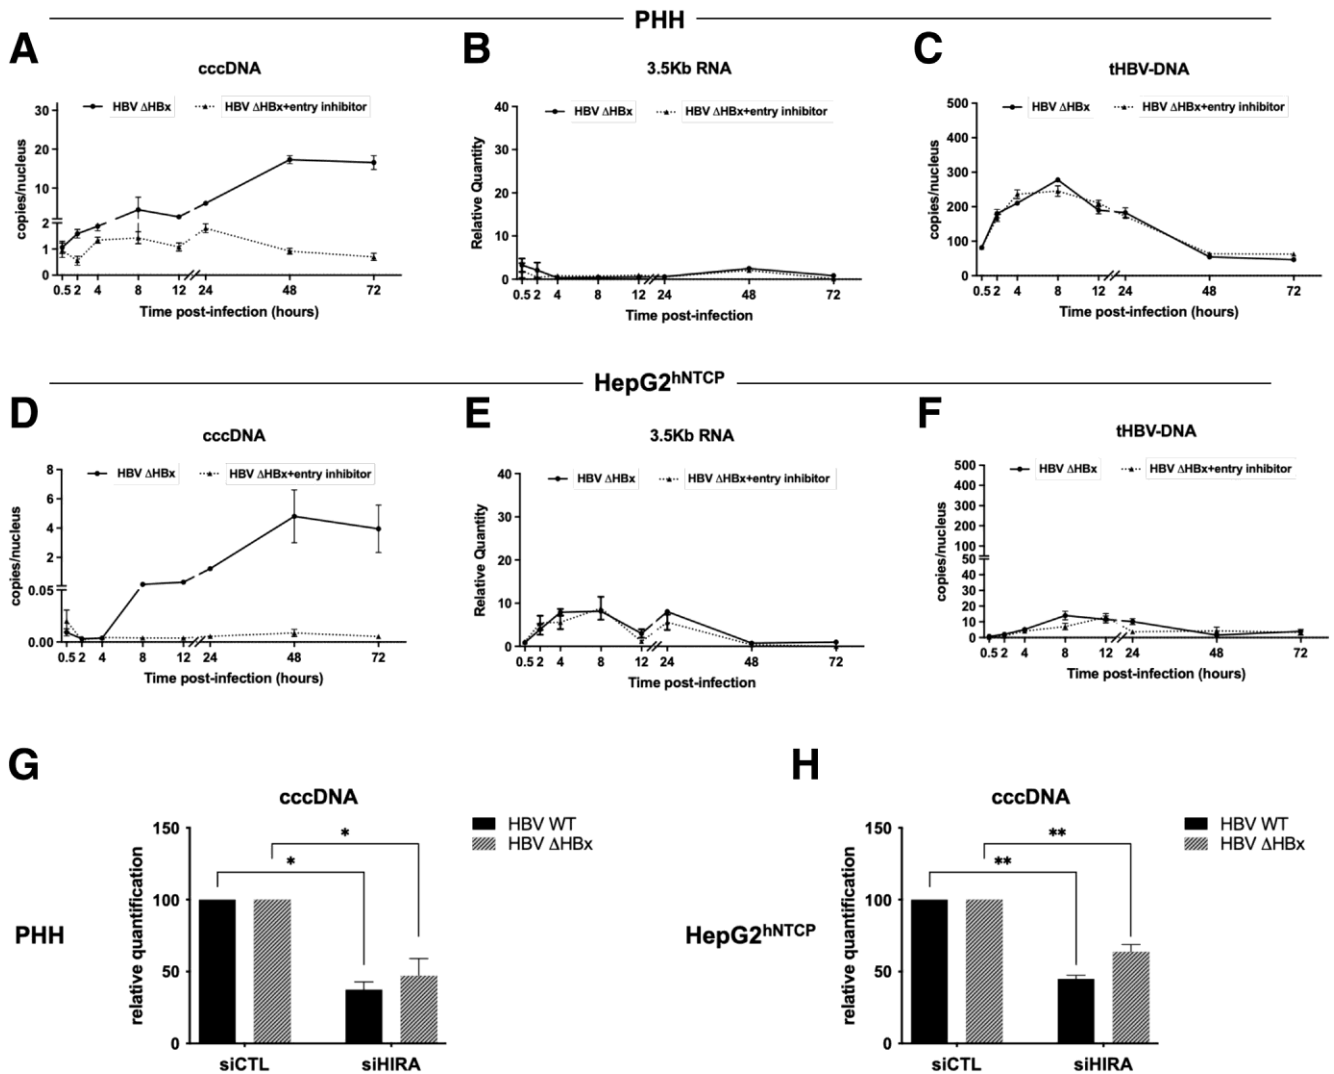 PHH
A
B
C
cccDNA
3.5Kb RNA
tHBV-DNA
HBV ΔHBx
HBV ΔHBx+entry inhibitor
HBV ΔHBx
HBV ΔHBx+entry inhibitor
HBV ΔHBx
HBV ΔHBx+entry inhibitor
copies/nucleus
30
20
10
2
1
0
0.5 2 4 8 12 24 48 72
Time post-infection (hours)
Relative Quantity
40
30
20
10
0
0.5 2 4 8 12 24 48 72
Time post-infection
copies/nucleus
500
400
300
200
100
0
0.5 2 4 8 12 24 48 72
Time post-infection (hours)
HepG2hNTCP
D
E
F
cccDNA
3.5Kb RNA
tHBV-DNA
HBV ΔHBx
HBV ΔHBx+entry inhibitor
HBV ΔHBx
HBV ΔHBx+entry inhibitor
HBV ΔHBx
HBV ΔHBx+entry inhibitor
copies/nucleus
8
6
4
2
0.05
0.00
0.5 2 4 8 12 24 48 72
Time post-infection (hours)
Relative Quantity
40
30
20
10
0
0.5 2 4 8 12 24 48 72
Time post-infection
copies/nucleus
500
400
300
200
100
50
40
30
20
10
0
0.5 2 4 8 12 24 48 72
Time post-infection (hours)
G
H
PHH
cccDNA
HBV WT
HBV ΔHBx
relative quantification
150
100
50
0
*
*
siCTL siHIRA
HepG2hNTCP
cccDNA
HBV WT
HBV ΔHBx
relative quantification
150
100
50
0
**
**
siCTL siHIRA